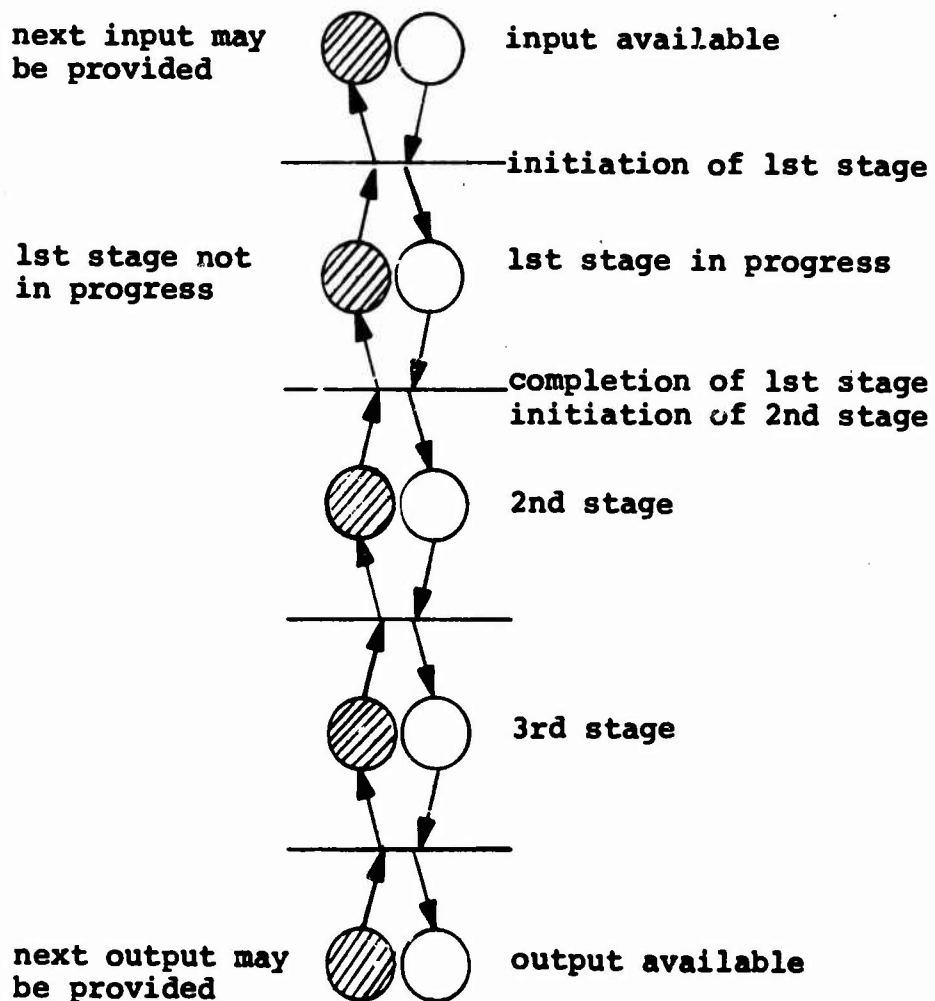 next input may
be provided
input available
initiation of 1st stage
1st stage not
in progress
1st stage in progress
completion of 1st stage
initiation of 2nd stage
2nd stage
3rd stage
next output may
be provided
output available